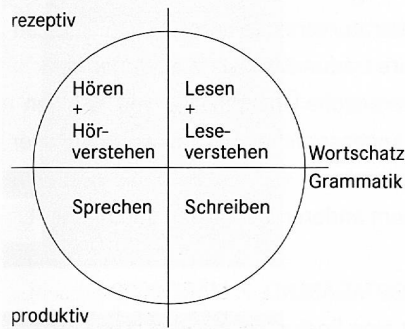 rezeptiv
Hören
+
Hör-
verstehen
Lesen
+
Lese-
verstehen
Wortschatz
Grammatik
Sprechen
Schreiben
produktiv